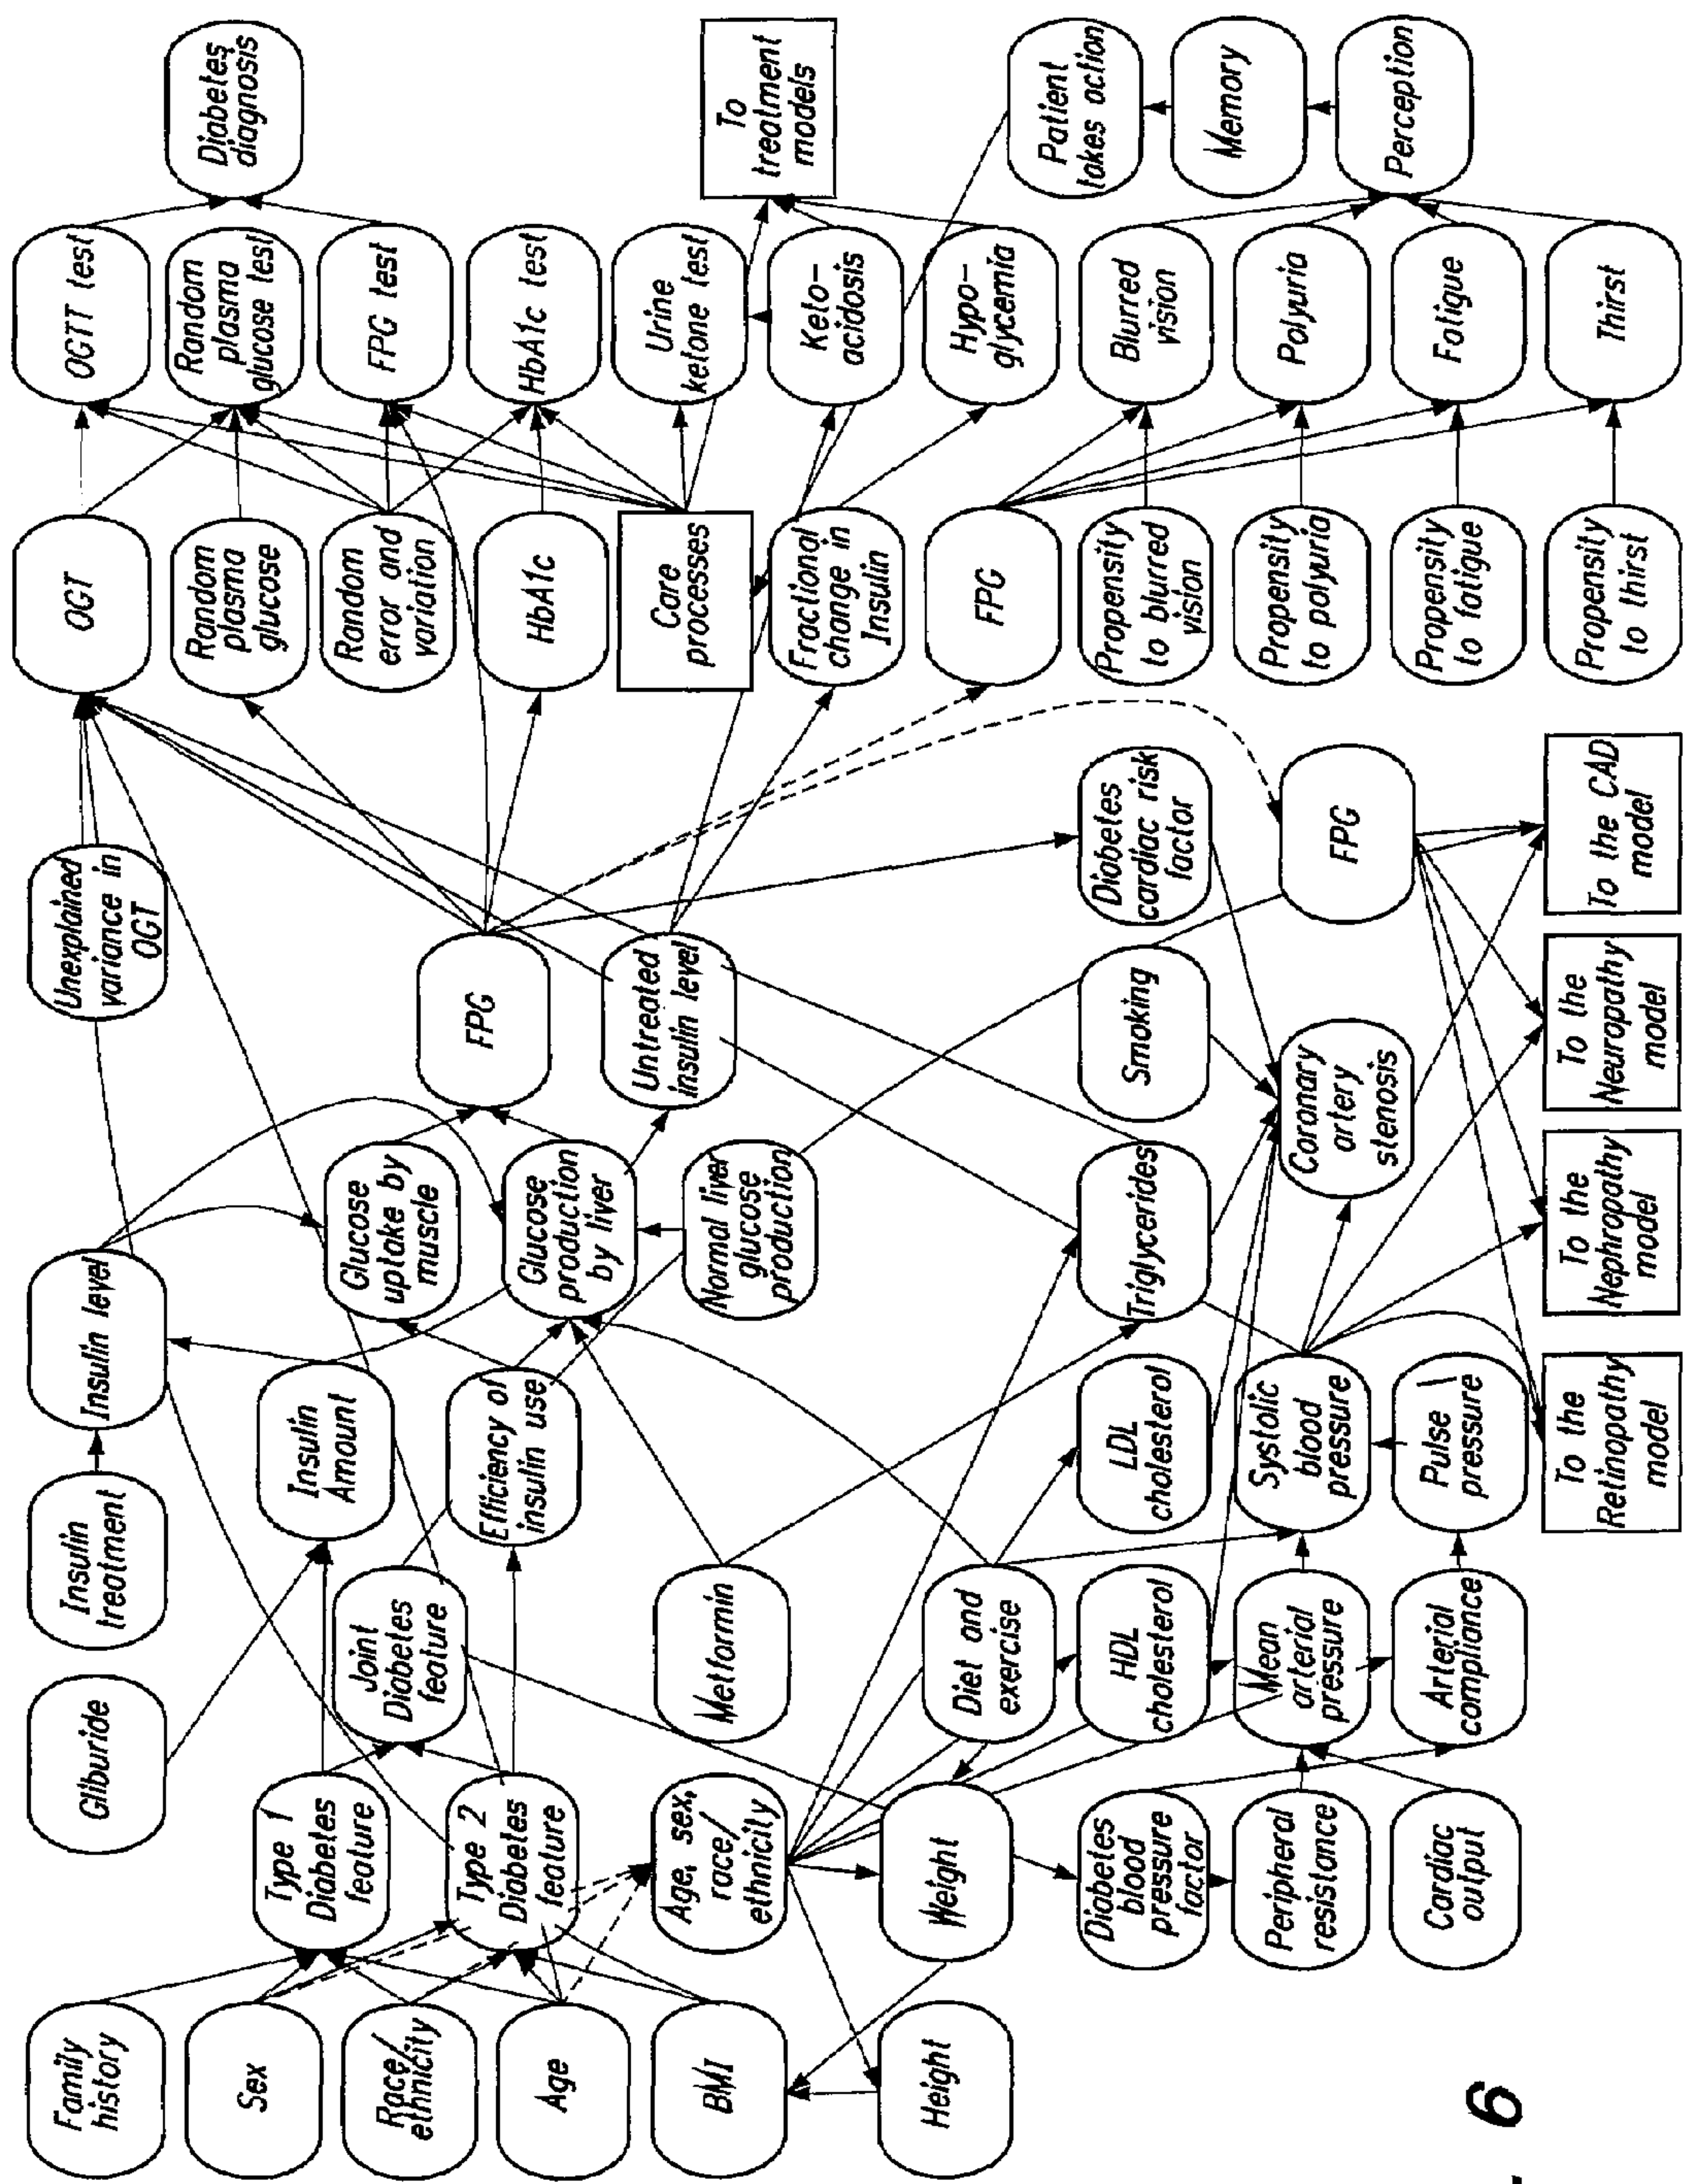 Family
history
Sex
Race/
ethnicity
Age
BMI
Height
Gliburide
Type 1
Diabetes
feature
Type 2
Diabetes
feature
Age, sex,
race/
ethnicity
Weight
Diabetes
blood
pressure
factor
Peripheral
resistance
Cardiac
output
Insulin
treatment
Joint
Diabetes
feature
Metformin
Diet and
exercise
HDL
cholesterol
Mean
arterial
pressure
Arterial
compliance
Insulin level
Insulin
Amount
Efficiency of
insulin use
LDL
cholesterol
Systolic
blood
pressure
Pulse \
pressure
To the
Retinopathy
model
Glucose
uptake by
muscle
Glucose
production
by liver
Normal liver
glucose
production
Triglycerides
Coronary
artery
stenosis
To the
Nephropathy
model
Unexplained
variance in
OGT
FPG
Untreated
insulin level
Smoking
To the
Neuropathy
model
Diabetes
cardiac risk
factor
FPG
To the CAD
model
OGT
Random
plasma
glucose
Random
error and
variation
HbA1c
Care
processes
Fractional
change in
Insulin
FPG
Propensity
to blurred
vision
Propensity
to polyuria
Propensity
to fatigue
Propensity
to thirst
OGTT test
Random
plasma
glucose test
FPG test
HbA1c test
Urine
ketone test
Keto-
acidosis
Hypo-
glycemia
Blurred
vision
Polyuria
Fatigue
Thirst
Diabetes
diagnosis
To
treatment
models
Patient
takes action
Memory
Perception
6